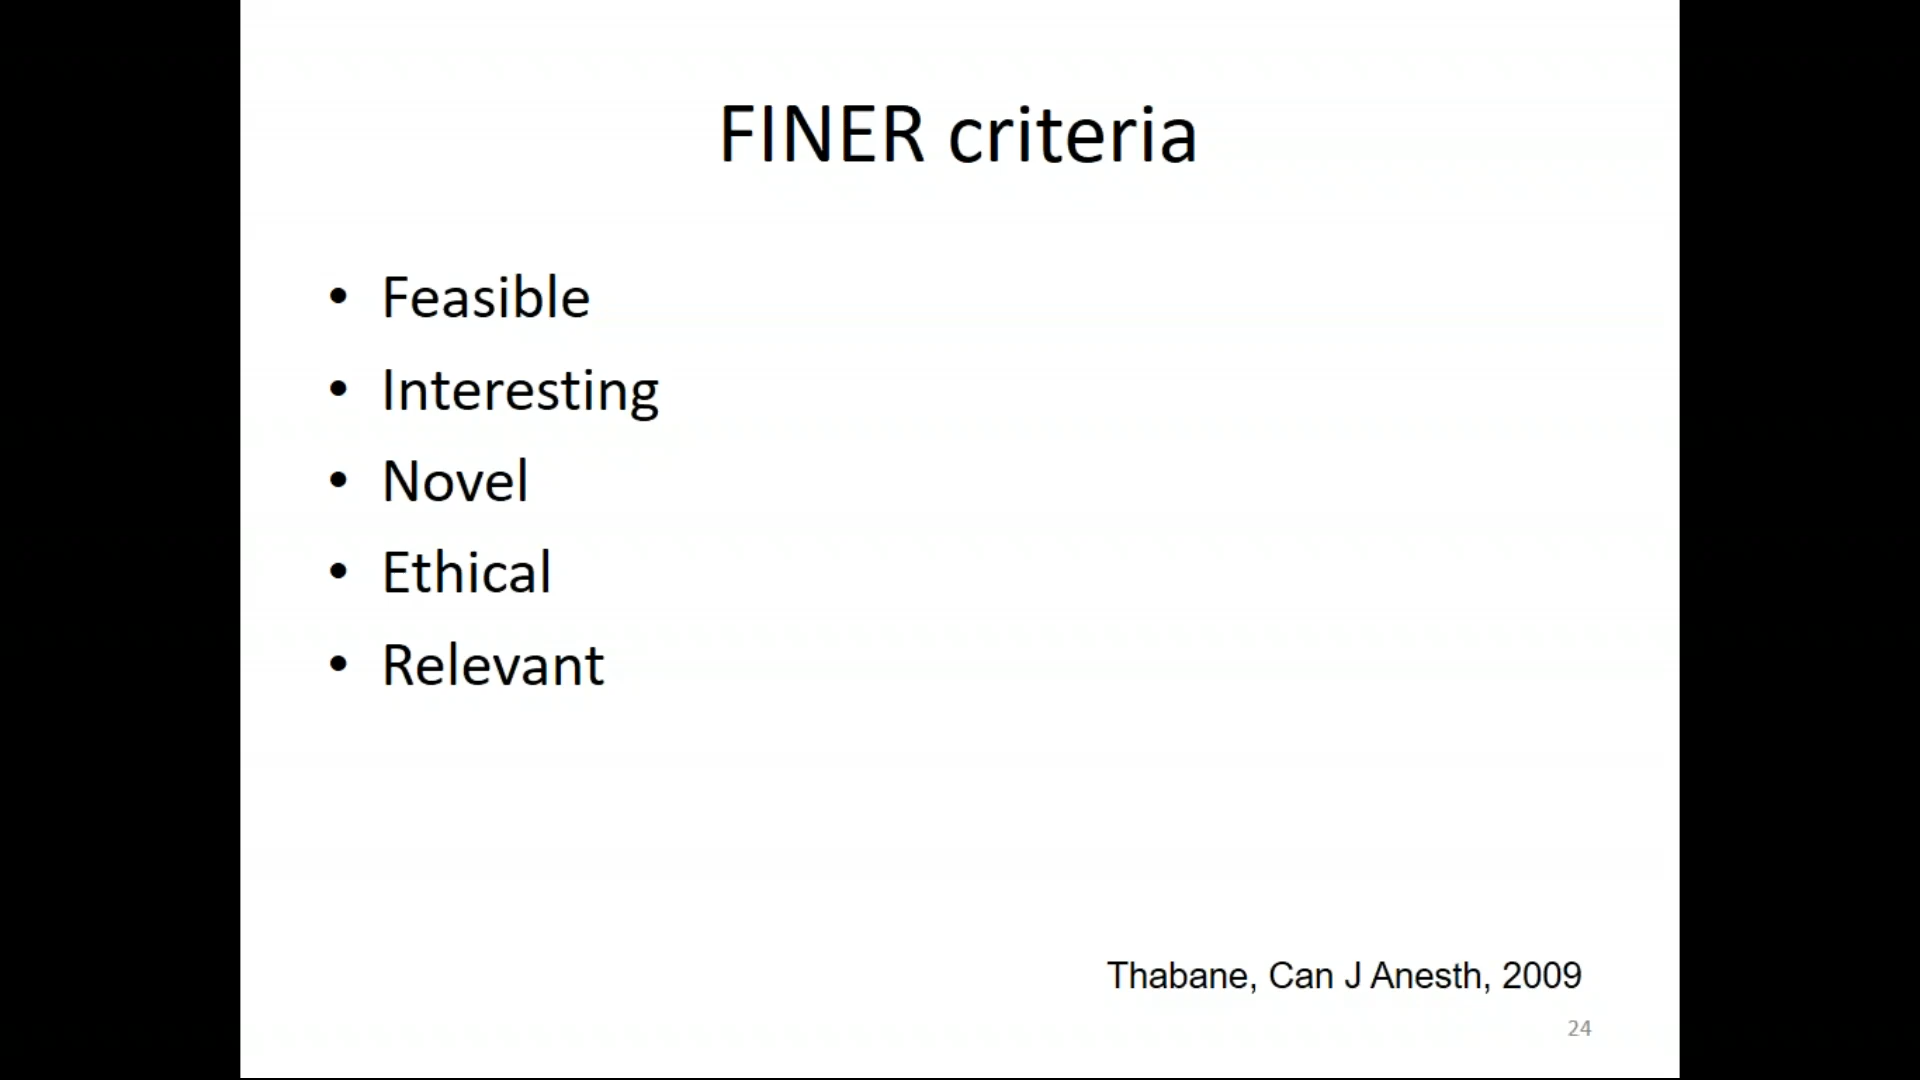 FINER criteria
• Feasible
• Interesting
• Novel
• Ethical
• Relevant
Thabane, Can J Anesth, 2009
24